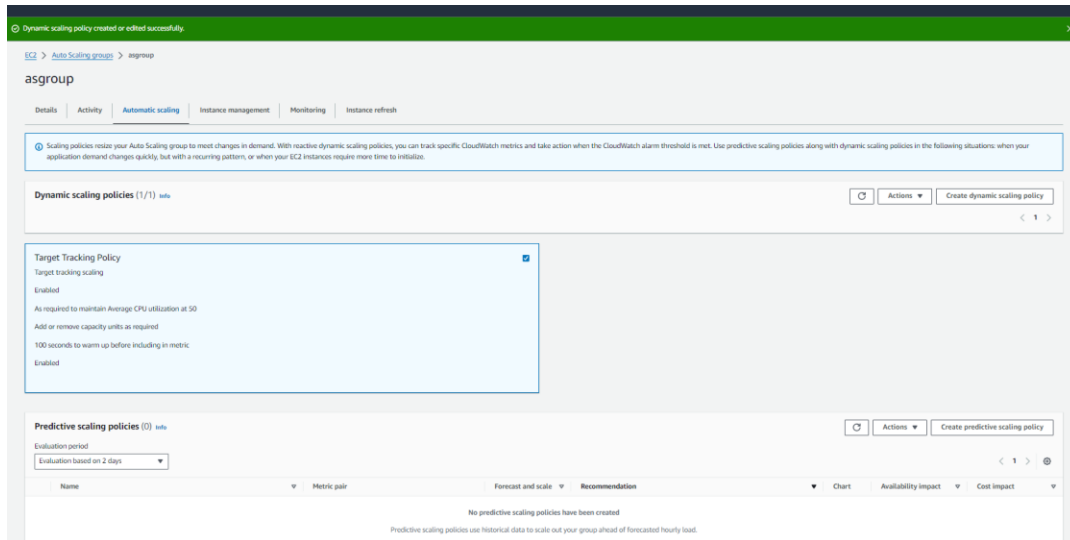 Dynamic scaling policy created or edited successfully.
EC2 > Auto Scaling groups > asgroup
asgroup
Details Activity Automatic scaling Instance management Monitoring Instance refresh
Scaling policies resize your Auto Scaling group to meet changes in demand. With reactive dynamic scaling policies, you can track specific CloudWatch metrics and take action when the CloudWatch alarm threshold is met. Use predictive scaling policies along with dynamic scaling policies in the following situations: when your
application demand changes quickly, but with a recurring pattern, or when your EC2 instances require more time to initialize.
Dynamic scaling policies (1/1) Info Actions Create dynamic scaling policy
< 1 >
Target Tracking Policy
Target tracking scaling
Enabled
As required to maintain Average CPU utilization at 50
Add or remove capacity units as required
100 seconds to warm up before including in metric
Enabled
Predictive scaling policies (0) Info Actions Create predictive scaling policy
Evaluation period
Evaluation based on 2 days < 1 >
Name Metric pair Forecast and scale Recommendation Chart Availability impact Cost impact
No predictive scaling policies have been created
Predictive scaling policies use historical data to scale out your group ahead of forecasted hourly load.